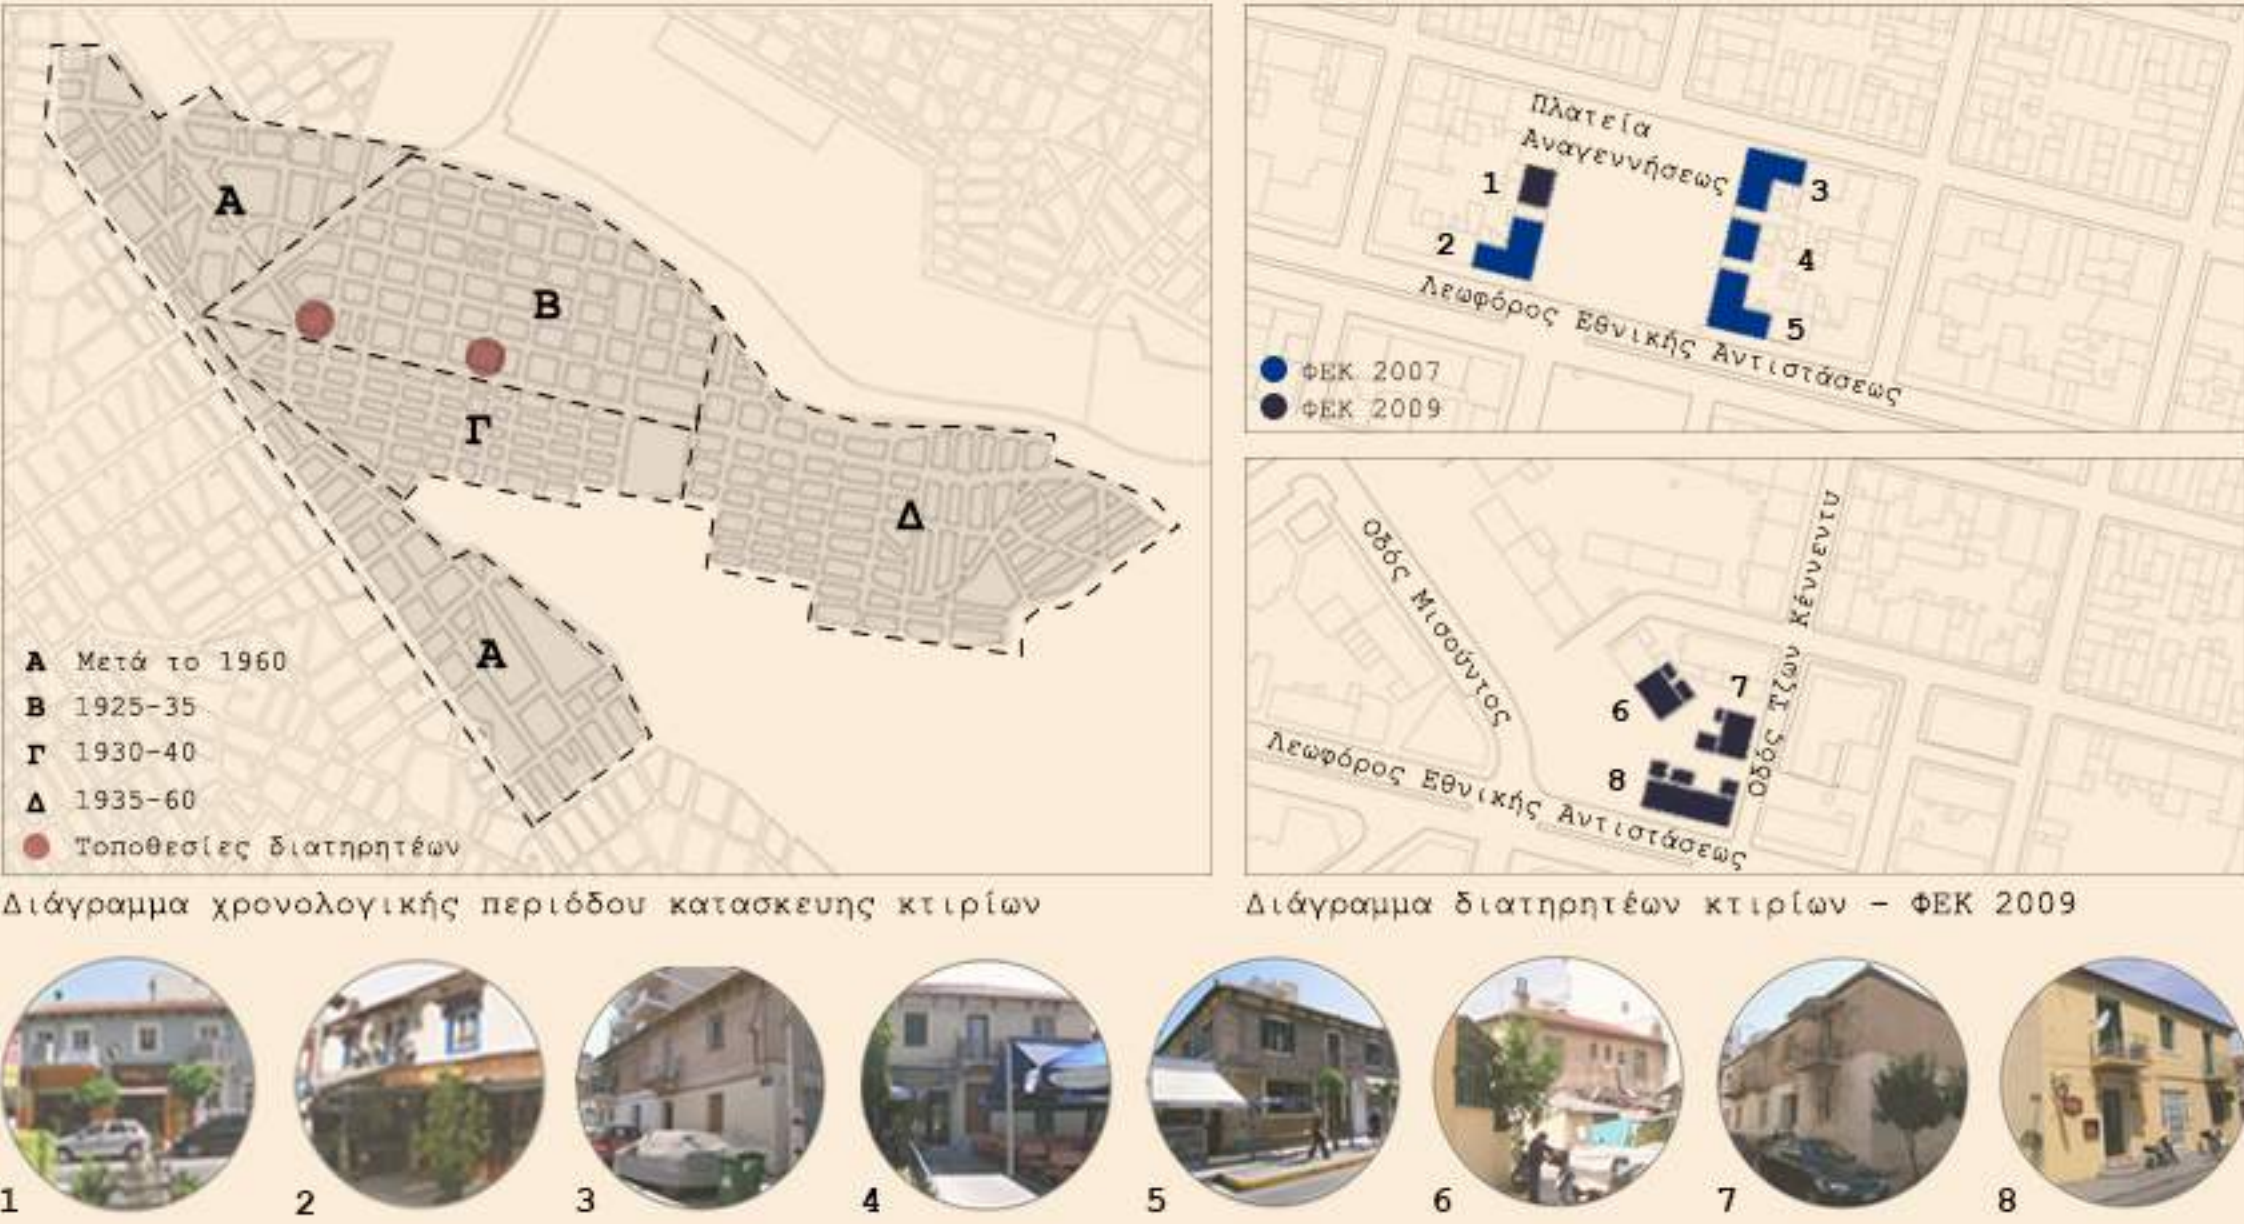 Α
Β
Γ
Δ
Α
Α Μετά το 1960
Β 1925-35
Γ 1930-40
Δ 1935-60
Τοποθεσίες διατηρητέων
Διάγραμμα χρονολογικής περιόδου κατασκευης κτιρίων
Πλατεία
Αναγεννήσεως
1
2
3
4
5
Λεωφόρος Εθνικής Αντιστάσεως
ΦΕΚ 2007
ΦΕΚ 2009
Οδός Μισούντος
Οδός Τζων Κέννεντυ
6
7
8
Λεωφόρος Εθνικής Αντιστάσεως
Διάγραμμα διατηρητέων κτιρίων - ΦΕΚ 2009
1
2
3
4
5
6
7
8